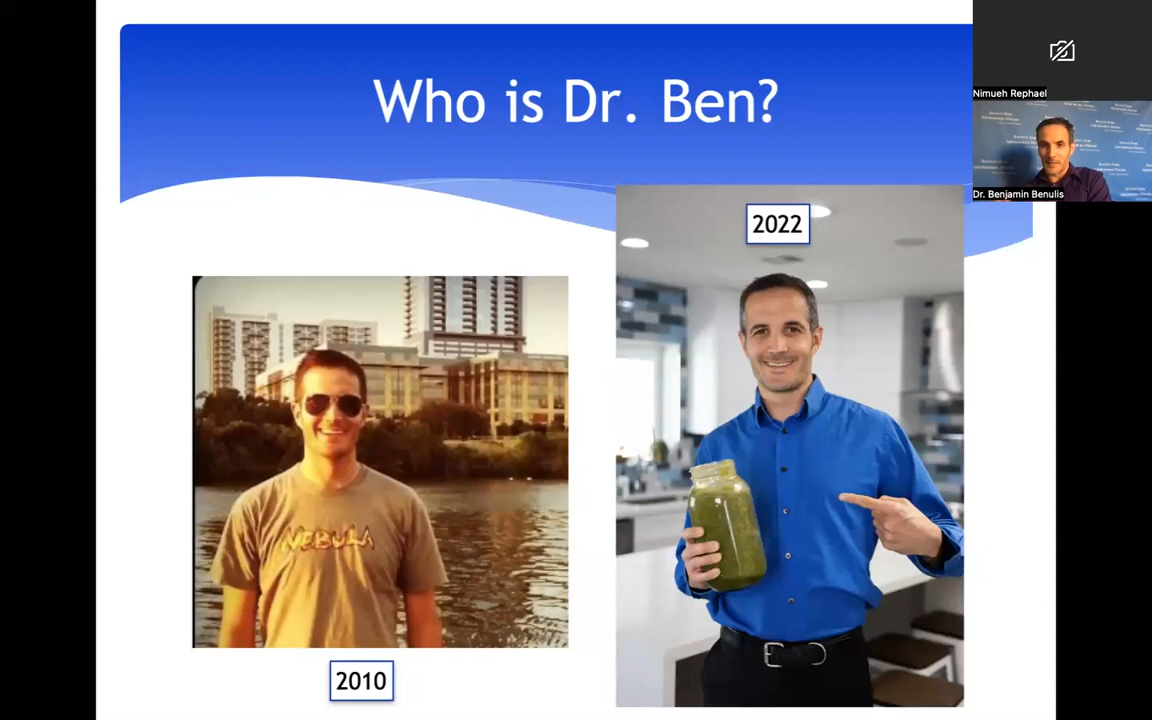 Who is Dr. Ben?
Nimueh Rephael
Dr. Benjamin Benulis
2022
NEBULA
2010